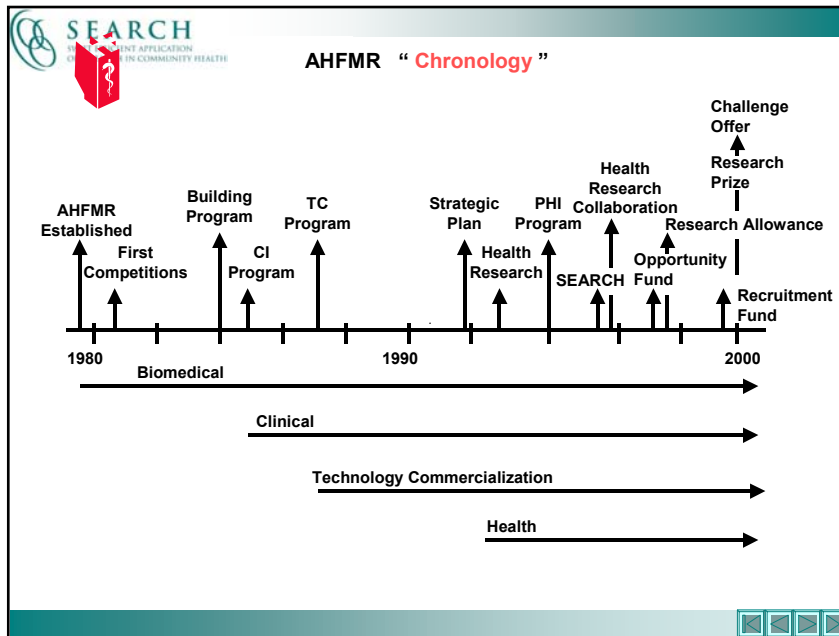 SEARCH
APPLICATION
IN COMMUNITY HEALTH
AHFMR “ Chronology ”
Challenge
Offer
Research
Prize
Health
Research
Collaboration
Building
Program
TC
Program
Strategic
Plan
PHI
Program
AHFMR
Established
Research Allowance
First
Competitions
CI
Program
Health
Research
Opportunity
Fund
SEARCH
Recruitment
Fund
1980
1990
2000
Biomedical
Clinical
Technology Commercialization
Health